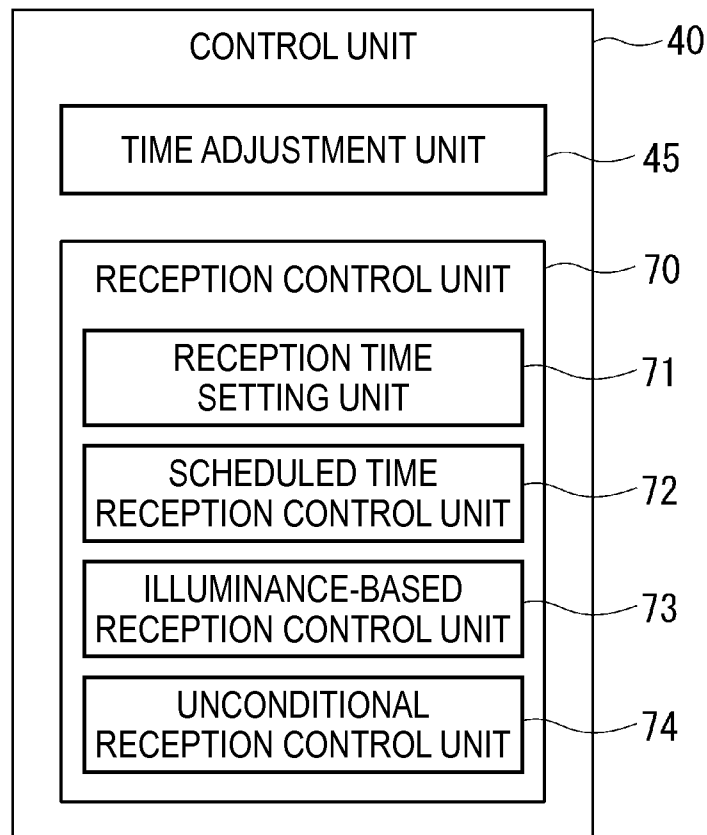 CONTROL UNIT
40
TIME ADJUSTMENT UNIT
45
RECEPTION CONTROL UNIT
70
RECEPTION TIME
SETTING UNIT
71
SCHEDULED TIME
RECEPTION CONTROL UNIT
72
ILLUMINANCE-BASED
RECEPTION CONTROL UNIT
73
UNCONDITIONAL
RECEPTION CONTROL UNIT
74